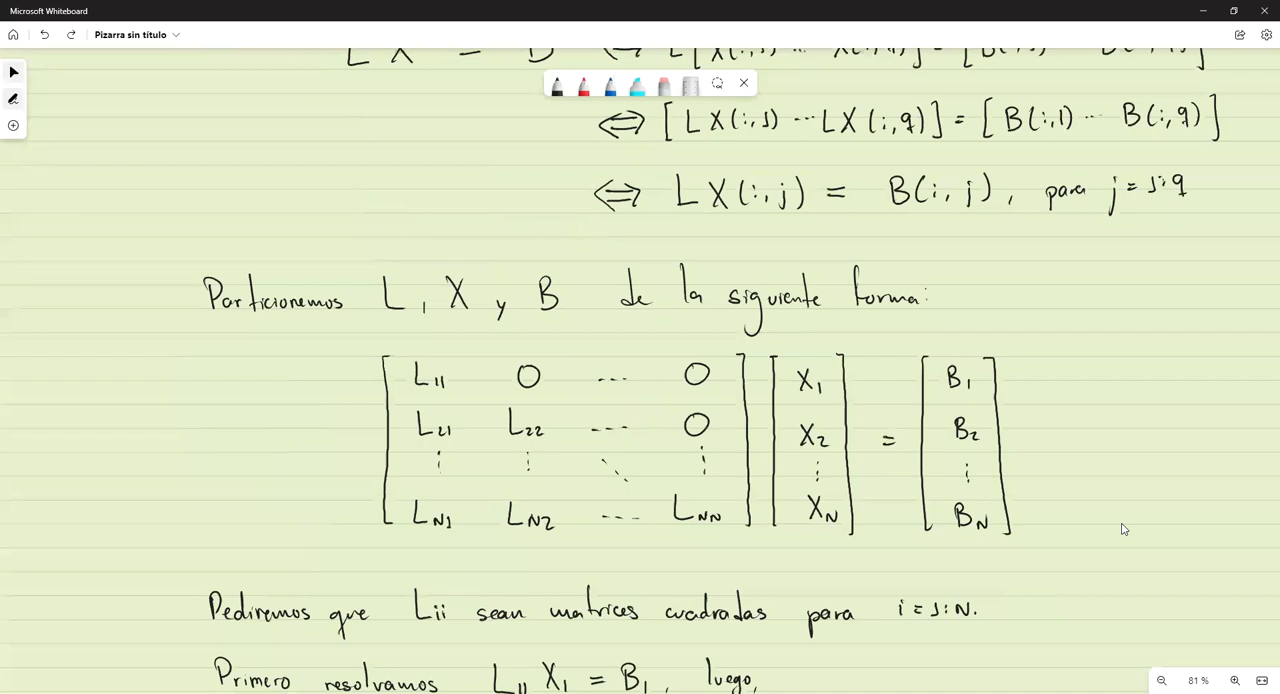 Microsoft Whiteboard
Pizarra sin título
L X = B ⟺ L[X(:,1) ... X(:,q)] = [B(:,1) ... B(:,q)]
⟺ [L X(:,1) ... L X(:,q)] = [B(:,1) ... B(:,q)]
⟺ L X(:,j) = B(:,j), para j = 1:q
Particionemos L, X y B de la siguiente forma:
L11 0 ... 0 X1 B1
L21 L22 ... 0 X2 = B2
⋮ ⋮ ⋱ ⋮ ⋮ ⋮
LN1 LN2 ... LNN XN BN
Pediremos que Lii sean matrices cuadradas para i = 1:N.
Primero resolvamos L11 X1 = B1, luego,
81 %